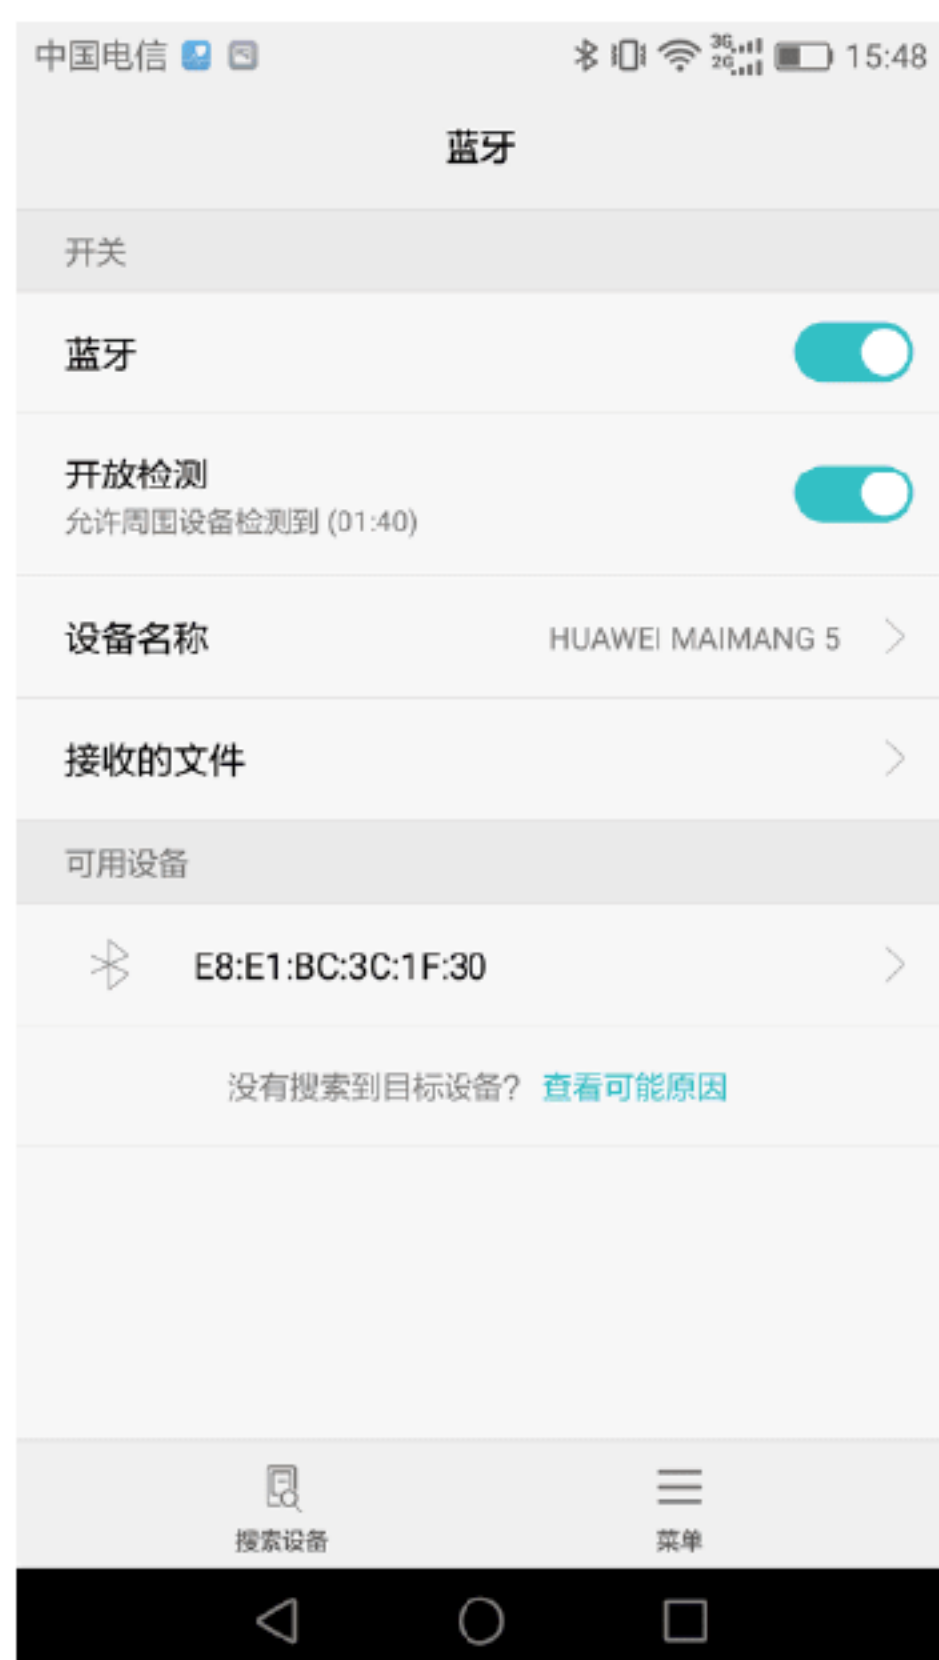 中国电信 3G 2G 15:48
蓝牙
开关
蓝牙
开放检测
允许周围设备检测到 (01:40)
设备名称 HUAWEI MAIMANG 5
接收的文件
可用设备
E8:E1:BC:3C:1F:30
没有搜索到目标设备? 查看可能原因
搜索设备 菜单